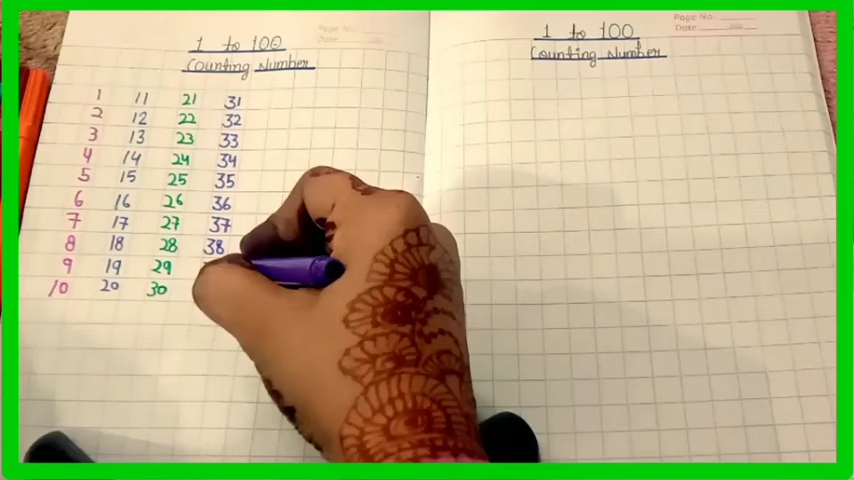 1 to 100
Counting Number
1 11 21 31
2 12 22 32
3 13 23 33
4 14 24 34
5 15 25 35
6 16 26 36
7 17 27 37
8 18 28 38
9 19 29
10 20 30
Page No.
Date
1 to 100
Counting Number
Page No.
Date